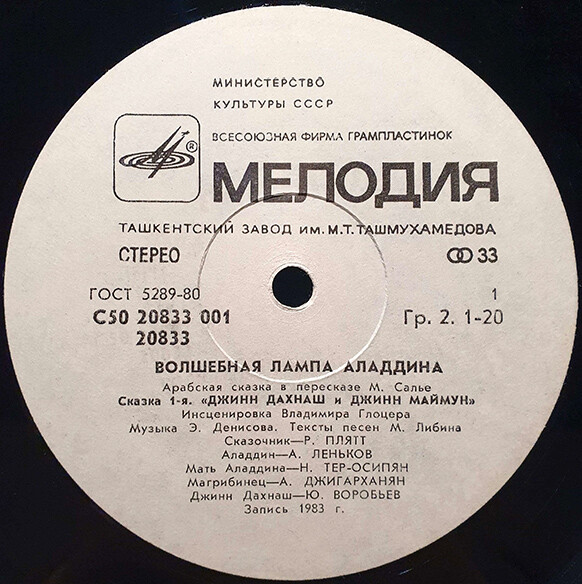 МИНИСТЕРСТВО
КУЛЬТУРЫ СССР
ВСЕСОЮЗНАЯ ФИРМА ГРАМПЛАСТИНОК
®
МЕЛОДИЯ
ТАШКЕНТСКИЙ ЗАВОД ИМ. М.Т. ТАШМУХАМЕДОВА
СТЕРЕО 33
ГОСТ 5289-80 1
С50 20833 001 Гр. 2. 1-20
20833
ВОЛШЕБНАЯ ЛАМПА АЛАДДИНА
Арабская сказка в пересказе М. Салье
Сказка 1-я. «ДЖИНН ДАХНАШ и ДЖИНН МАЙМУН»
Инсценировка Владимира Глоцера
Музыка Э. Денисова. Тексты песен М. Либина
Сказочник—Р. ПЛЯТТ
Аладдин—А. ЛЕНЬКОВ
Мать Аладдина—Н. ТЕР-ОСИПЯН
Магрибинец—А. ДЖИГАРХАНЯН
Джинн Дахнаш—Ю. ВОРОБЬЕВ
Запись 1983 г.